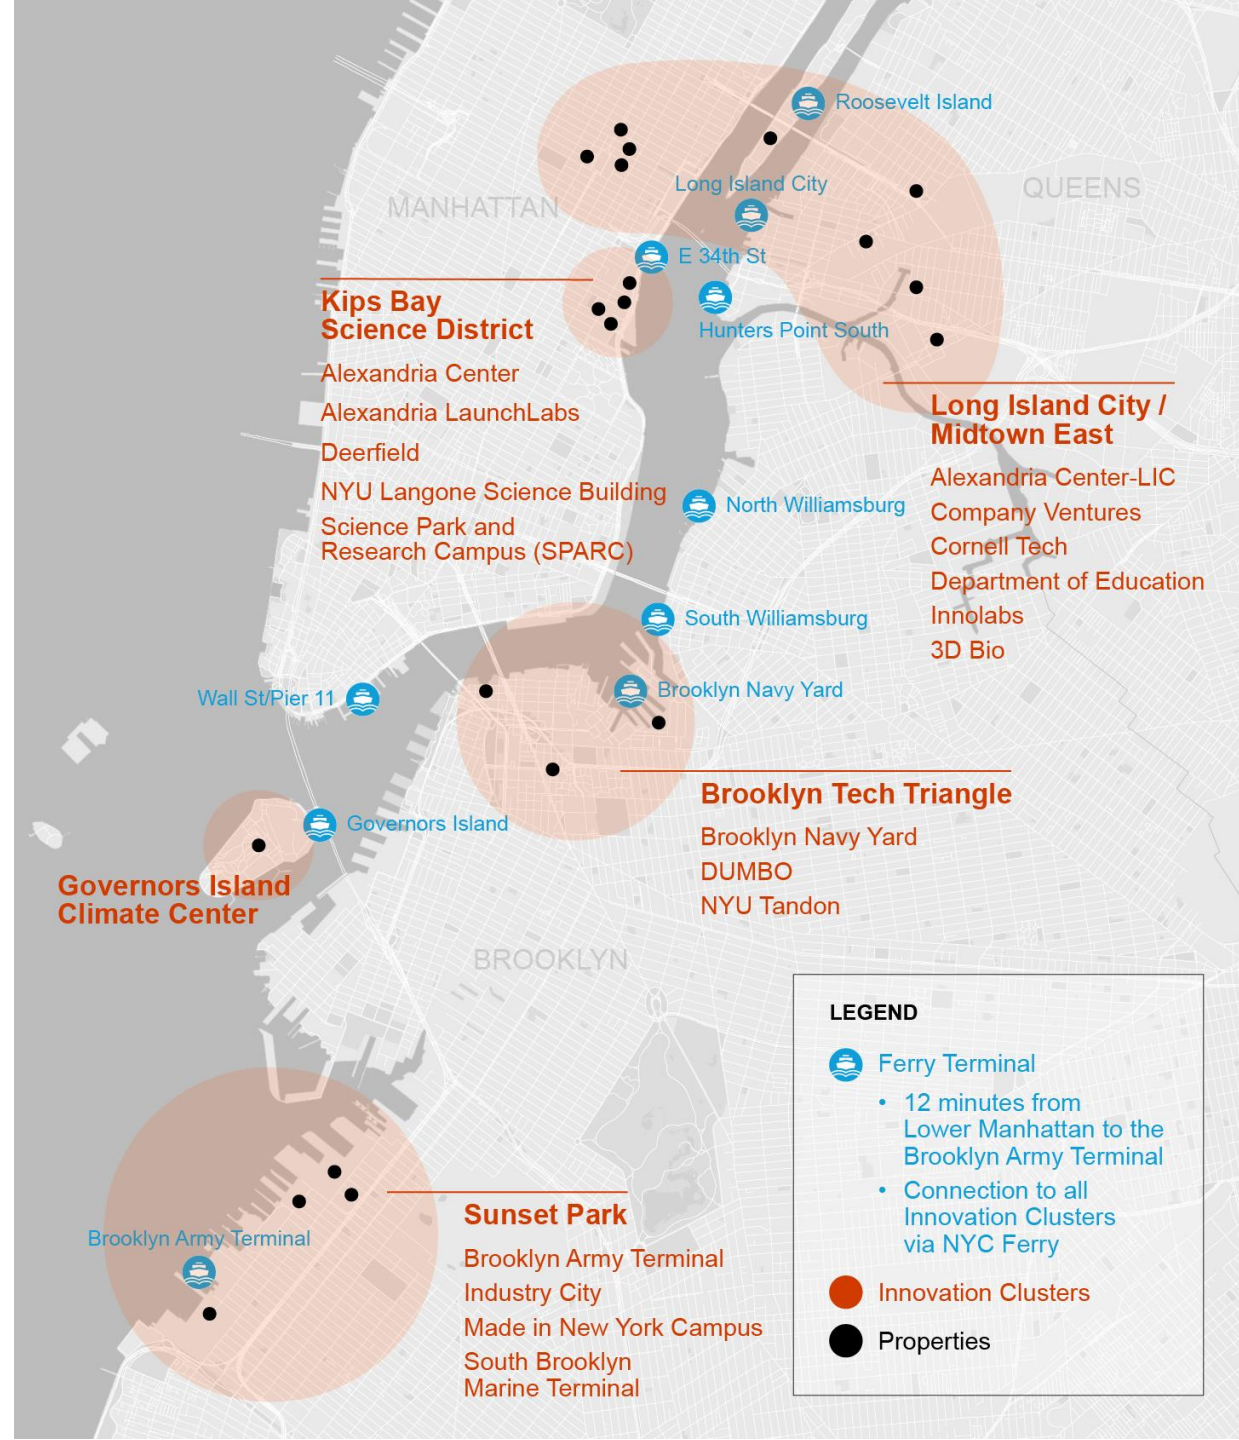 Roosevelt Island
Long Island City
QUEENS
MANHATTAN
E 34th St
Hunters Point South
Kips Bay
Science District
Alexandria Center
Alexandria LaunchLabs
Deerfield
NYU Langone Science Building
Science Park and
Research Campus (SPARC)
Long Island City /
Midtown East
Alexandria Center-LIC
Company Ventures
Cornell Tech
Department of Education
Innolabs
3D Bio
North Williamsburg
South Williamsburg
Wall St/Pier 11
Brooklyn Navy Yard
Brooklyn Tech Triangle
Brooklyn Navy Yard
DUMBO
NYU Tandon
Governors Island
Governors Island
Climate Center
BROOKLYN
Brooklyn Army Terminal
Sunset Park
Brooklyn Army Terminal
Industry City
Made in New York Campus
South Brooklyn
Marine Terminal
LEGEND
Ferry Terminal
• 12 minutes from
Lower Manhattan to the
Brooklyn Army Terminal
• Connection to all
Innovation Clusters
via NYC Ferry
Innovation Clusters
Properties